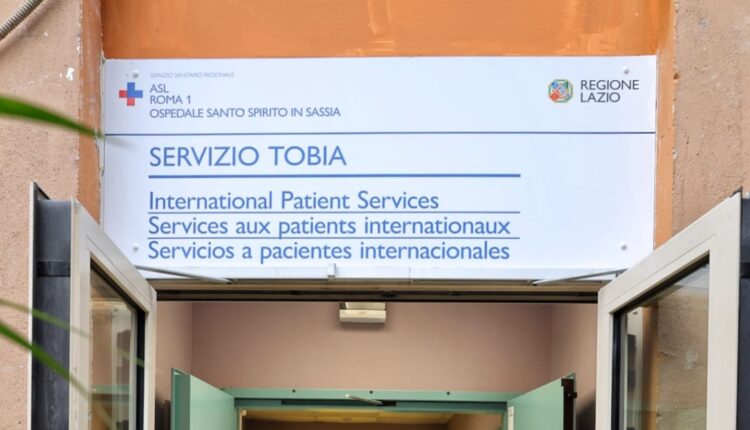 SERVIZIO SANITARIO REGIONALE
ASL
ROMA 1
OSPEDALE SANTO SPIRITO IN SASSIA
REGIONE
LAZIO
SERVIZIO TOBIA
International Patient Services
Services aux patients internationaux
Servicios a pacientes internacionales